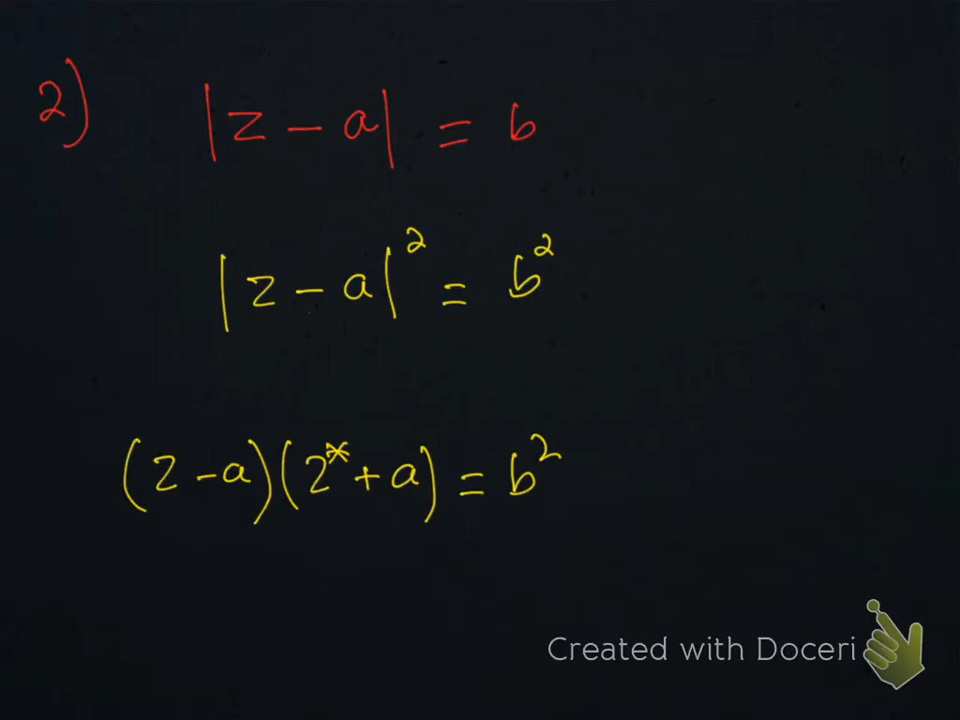 2) |z - a| = b
|z - a|² = b²
(z - a)(z* + a) = b²
Created with Doceri